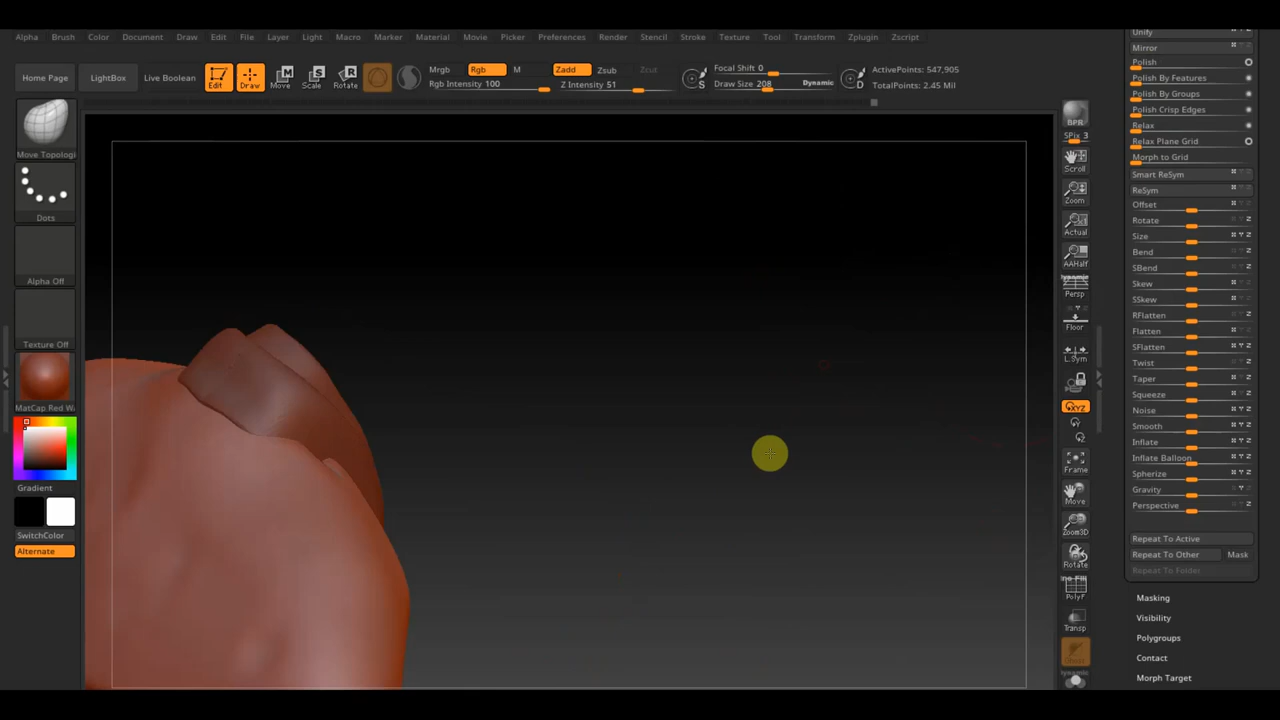 Alpha Brush Color Document Draw Edit File Layer Light Macro Marker Material Movie Picker Preferences Render Stencil Stroke Texture Tool Transform Zplugin Zscript
Home Page LightBox Live Boolean Edit Draw Move Scale Rotate
Mrgb Rgb M Zadd Zsub Zcut
Rgb Intensity 100 Z Intensity 51
Focal Shift 0
Draw Size 208 Dynamic
ActivePoints: 547,905
TotalPoints: 2.45 Mil
S
D
Move Topologi
Dots
Alpha Off
Texture Off
MatCap Red W
Gradient
SwitchColor
Alternate
BPR
SPix 3
Scroll
Zoom
Actual
AAHalf
Dynamic
Persp
Floor
L.Sym
XYZ
Y
Z
Frame
Move
Zoom3D
Rotate
PolyF
Transp
Dynamic
Unify
Mirror
Polish
Polish By Features
Polish By Groups
Polish Crisp Edges
Relax
Relax Plane Grid
Morph to Grid
Smart ReSym
ReSym
Offset
Rotate
Size
Bend
SBend
Skew
SSkew
RFlatten
Flatten
SFlatten
Twist
Taper
Squeeze
Noise
Smooth
Inflate
Inflate Balloon
Spherize
Gravity
Perspective
Repeat To Active
Repeat To Other Mask
Repeat To Folder
Masking
Visibility
Polygroups
Contact
Morph Target